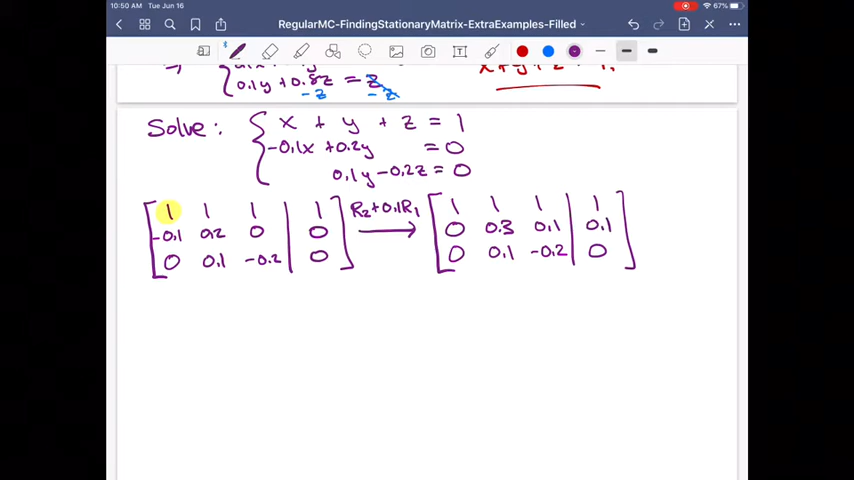 10:50 AM Tue Jun 16
67%
RegularMC-FindingStationaryMatrix-ExtraExamples-Filled
0.1y + 0.8z = z
- z - z
Solve: { x + y + z = 1
-0.1x + 0.2y = 0
0.1y - 0.2z = 0
[ 1 1 1 | 1 ] R2+0.1R1 [ 1 1 1 | 1 ]
-0.1 0.2 0 | 0 → 0 0.3 0.1 | 0.1
0 0.1 -0.2 | 0 0 0.1 -0.2 | 0